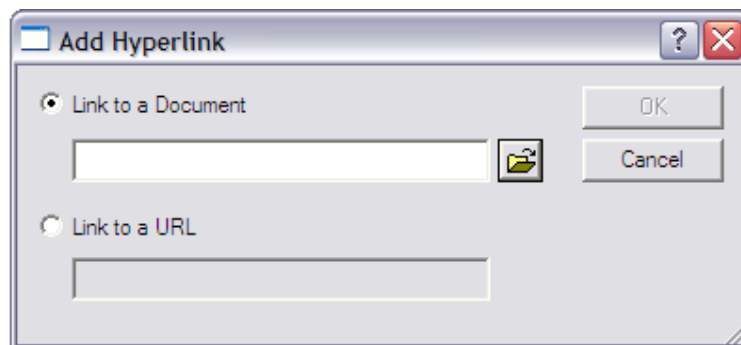 Add Hyperlink
?
Link to a Document
OK
Cancel
Link to a URL